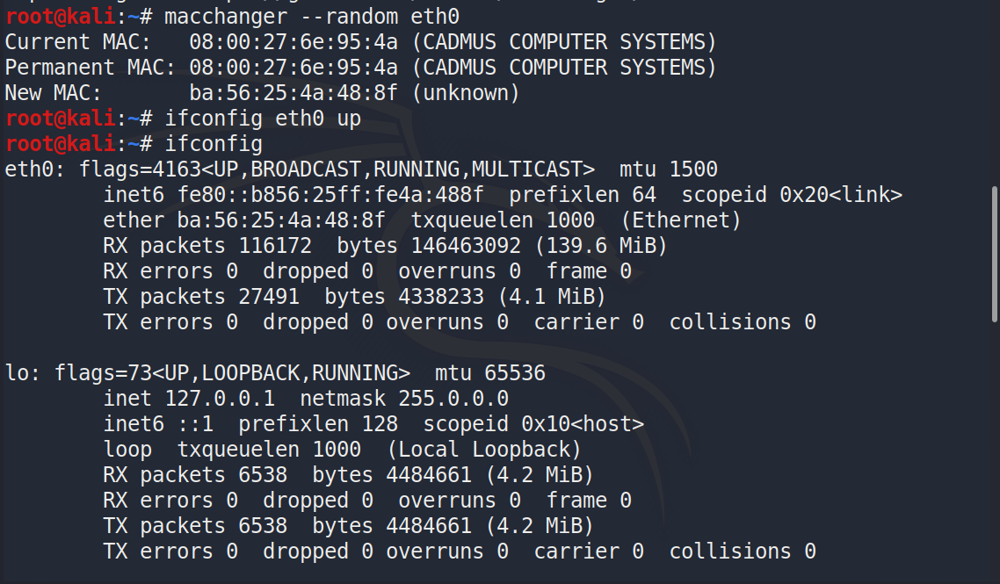 root@kali:~# macchanger --random eth0
Current MAC:   08:00:27:6e:95:4a (CADMUS COMPUTER SYSTEMS)
Permanent MAC: 08:00:27:6e:95:4a (CADMUS COMPUTER SYSTEMS)
New MAC:       ba:56:25:4a:48:8f (unknown)
root@kali:~# ifconfig eth0 up
root@kali:~# ifconfig
eth0: flags=4163<UP,BROADCAST,RUNNING,MULTICAST>  mtu 1500
        inet6 fe80::b856:25ff:fe4a:488f  prefixlen 64  scopeid 0x20<link>
        ether ba:56:25:4a:48:8f  txqueuelen 1000  (Ethernet)
        RX packets 116172  bytes 146463092 (139.6 MiB)
        RX errors 0  dropped 0  overruns 0  frame 0
        TX packets 27491  bytes 4338233 (4.1 MiB)
        TX errors 0  dropped 0 overruns 0  carrier 0  collisions 0

lo: flags=73<UP,LOOPBACK,RUNNING>  mtu 65536
        inet 127.0.0.1  netmask 255.0.0.0
        inet6 ::1  prefixlen 128  scopeid 0x10<host>
        loop  txqueuelen 1000  (Local Loopback)
        RX packets 6538  bytes 4484661 (4.2 MiB)
        RX errors 0  dropped 0  overruns 0  frame 0
        TX packets 6538  bytes 4484661 (4.2 MiB)
        TX errors 0  dropped 0 overruns 0  carrier 0  collisions 0